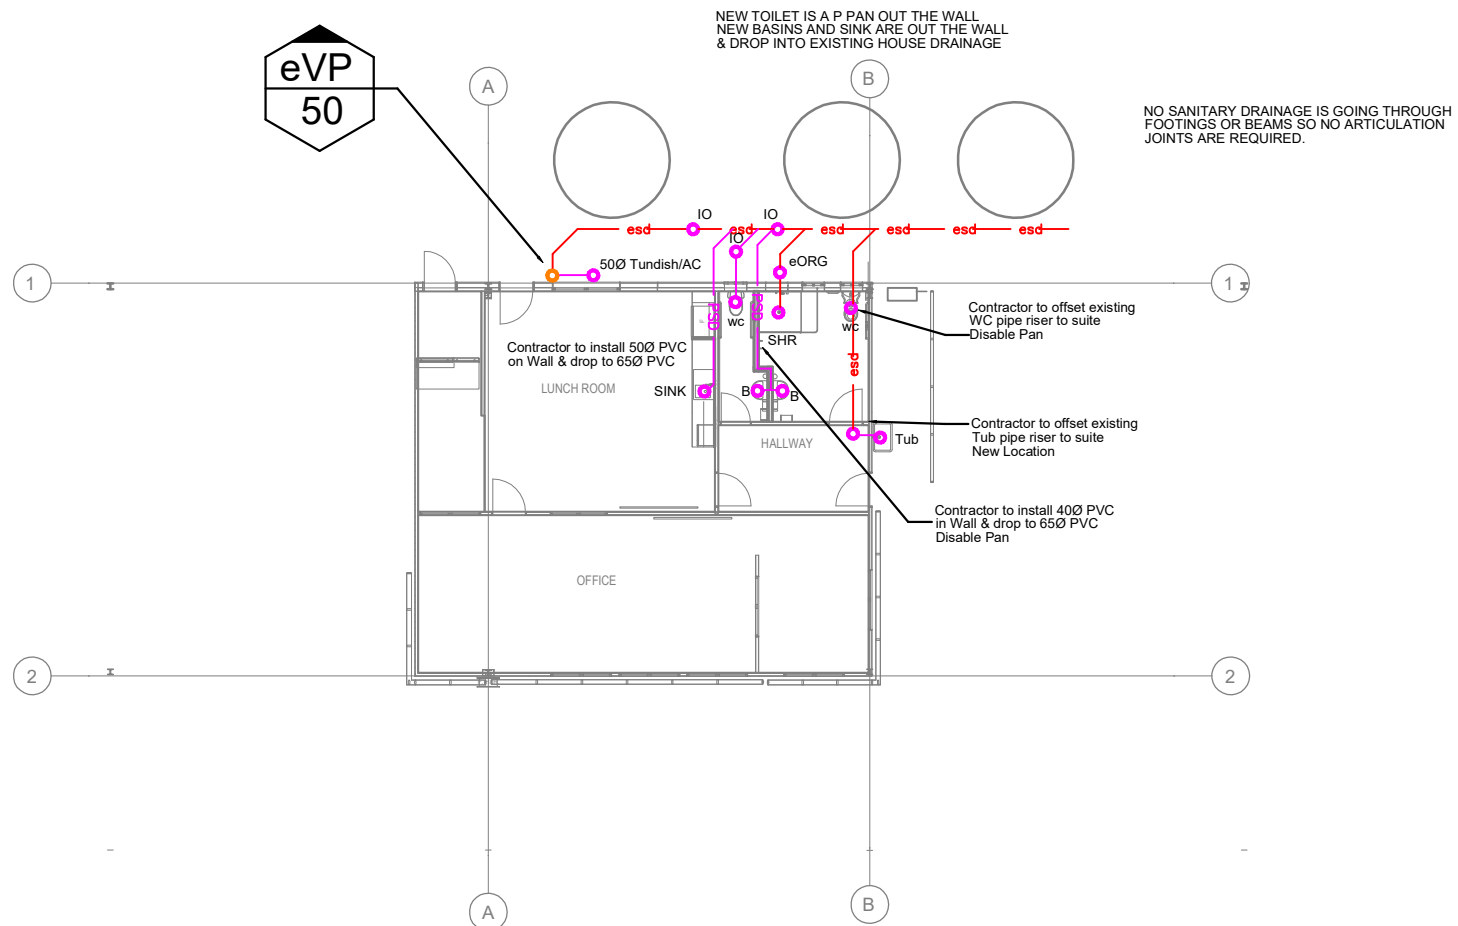 NEW TOILET IS A P PAN OUT THE WALL
NEW BASINS AND SINK ARE OUT THE WALL
& DROP INTO EXISTING HOUSE DRAINAGE
eVP
50
A
B
NO SANITARY DRAINAGE IS GOING THROUGH
FOOTINGS OR BEAMS SO NO ARTICULATION
JOINTS ARE REQUIRED.
IO
IO
esd
esd
esd
esd
esd
esd
IO
50Ø Tundish/AC
eORG
1
1
PSD
PSD
wc
wc
Contractor to offset existing
WC pipe riser to suite
Disable Pan
SHR
Contractor to install 50Ø PVC
on Wall & drop to 65Ø PVC
esd
LUNCH ROOM
SINK
B
B
Contractor to offset existing
Tub pipe riser to suite
New Location
HALLWAY
Tub
Contractor to install 40Ø PVC
in Wall & drop to 65Ø PVC
Disable Pan
OFFICE
2
2
A
B